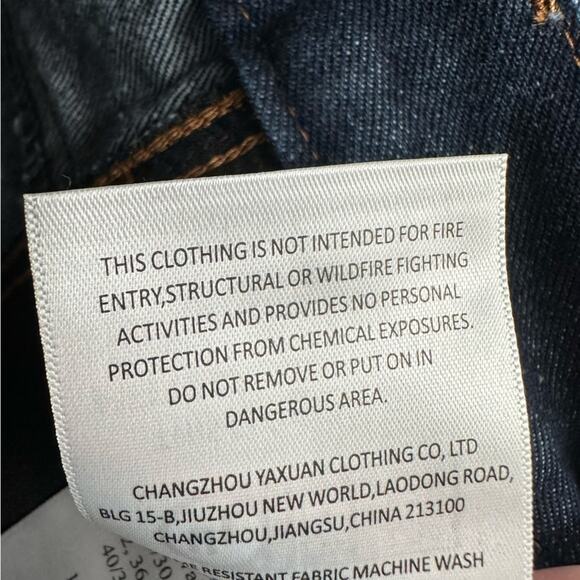 THIS CLOTHING IS NOT INTENDED FOR FIRE
ENTRY,STRUCTURAL OR WILDFIRE FIGHTING
ACTIVITIES AND PROVIDES NO PERSONAL
PROTECTION FROM CHEMICAL EXPOSURES.
DO NOT REMOVE OR PUT ON IN
DANGEROUS AREA.
CHANGZHOU YAXUAN CLOTHING CO, LTD
BLG 15-B,JIUZHOU NEW WORLD,LAODONG ROAD,
CHANGZHOU,JIANGSU,CHINA 213100
RESISTANT FABRIC MACHINE WASH